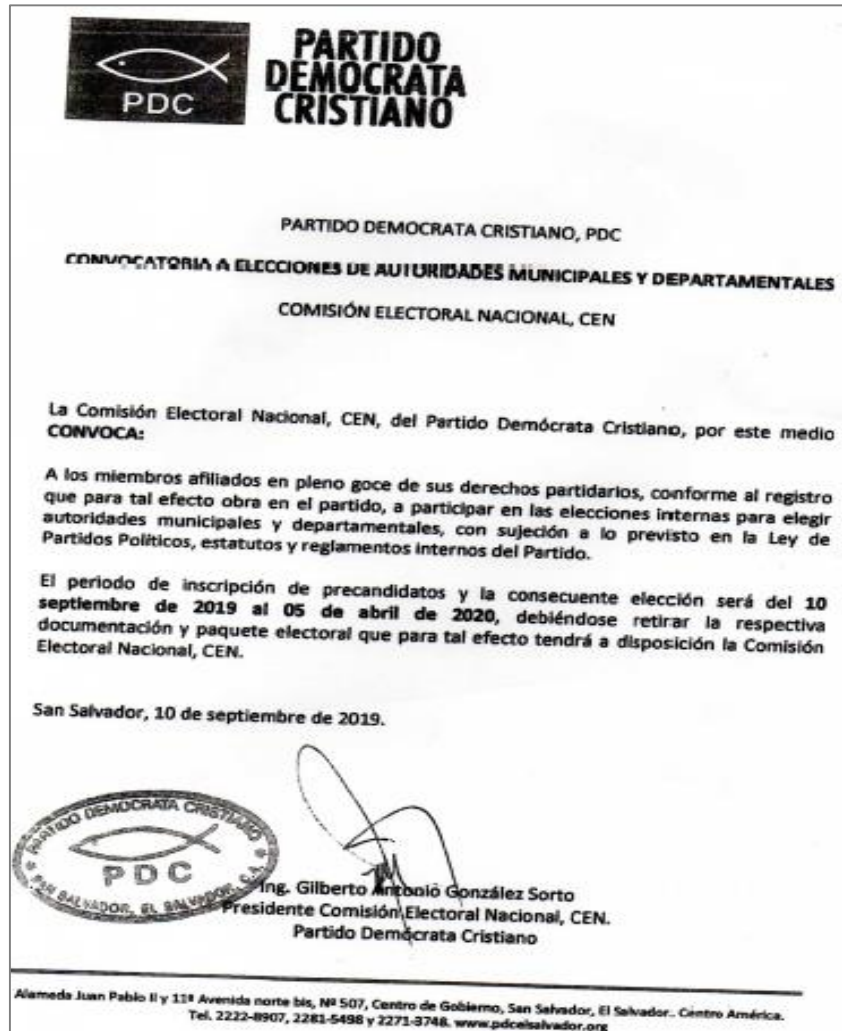 PDC
PARTIDO
DEMOCRATA
CRISTIANO
PARTIDO DEMOCRATA CRISTIANO, PDC
CONVOCATORIA A ELECCIONES DE AUTORIDADES MUNICIPALES Y DEPARTAMENTALES
COMISIÓN ELECTORAL NACIONAL, CEN
La Comisión Electoral Nacional, CEN, del Partido Demócrata Cristiano, por este medio
CONVOCA:
A los miembros afiliados en pleno goce de sus derechos partidarios, conforme al registro
que para tal efecto obra en el partido, a participar en las elecciones internas para elegir
autoridades municipales y departamentales, con sujeción a lo previsto en la Ley de
Partidos Políticos, estatutos y reglamentos internos del Partido.
El periodo de inscripción de precandidatos y la consecuente elección será del 10
septiembre de 2019 al 05 de abril de 2020, debiéndose retirar la respectiva
documentación y paquete electoral que para tal efecto tendrá a disposición la Comisión
Electoral Nacional, CEN.
San Salvador, 10 de septiembre de 2019.
PARTIDO DEMOCRATA CRISTIANO
PDC
SAN SALVADOR, EL SALVADOR, C.A.
Ing. Gilberto Antonio González Sorto
Presidente Comisión Electoral Nacional, CEN.
Partido Demócrata Cristiano
Alameda Juan Pablo II y 11ª Avenida norte bis, Nº 507, Centro de Gobierno, San Salvador, El Salvador.. Centro América.
Tel. 2222-8907, 2281-5498 y 2271-3748. www.pdcelsalvador.org